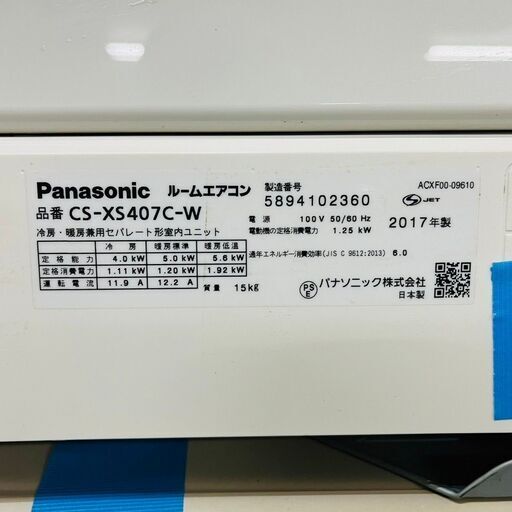 Panasonic ルームエアコン
品番 CS-XS407C-W
冷房・暖房兼用セパレート形室内ユニット
冷房 暖房標準 暖房低温
定格能力 4.0 kW 5.0 kW 5.6 kW
定格消費電力 1.11 kW 1.20 kW 1.92 kW
運転電流 11.9 A 12.2 A
質量 15kg
製造番号
5894102360
電源 100 V 50/60 Hz
電動機の定格消費電力 1.25 kW
通年エネルギー消費効率(JIS C 9612:2013) 6.0
ACXF00-09610
S JET
2017年製
PS
E
パナソニック株式会社
日本製